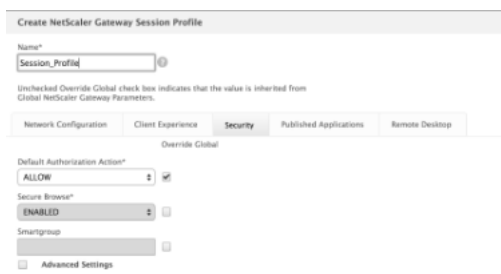 Create NetScaler Gateway Session Profile
Name*
Session_Profile
Unchecked Override Global check box indicates that the value is inherited from
Global NetScaler Gateway Parameters.
Network Configuration Client Experience Security Published Applications Remote Desktop
Override Global
Default Authorization Action*
ALLOW
Secure Browse*
ENABLED
Smartgroup
Advanced Settings